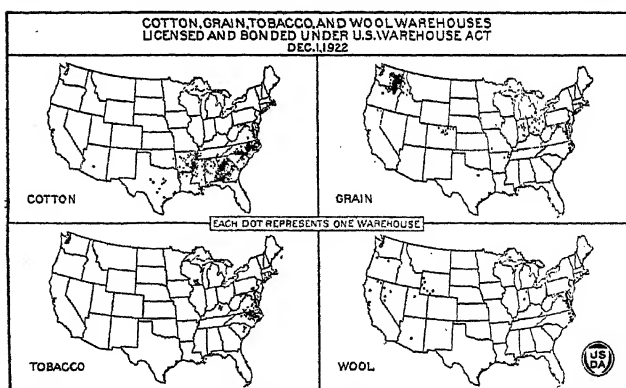 COTTON, GRAIN, TOBACCO, AND WOOL WAREHOUSES
LICENSED AND BONDED UNDER U.S. WAREHOUSE ACT
DEC. 1, 1922
COTTON
GRAIN
EACH DOT REPRESENTS ONE WAREHOUSE
TOBACCO
WOOL
US
DA